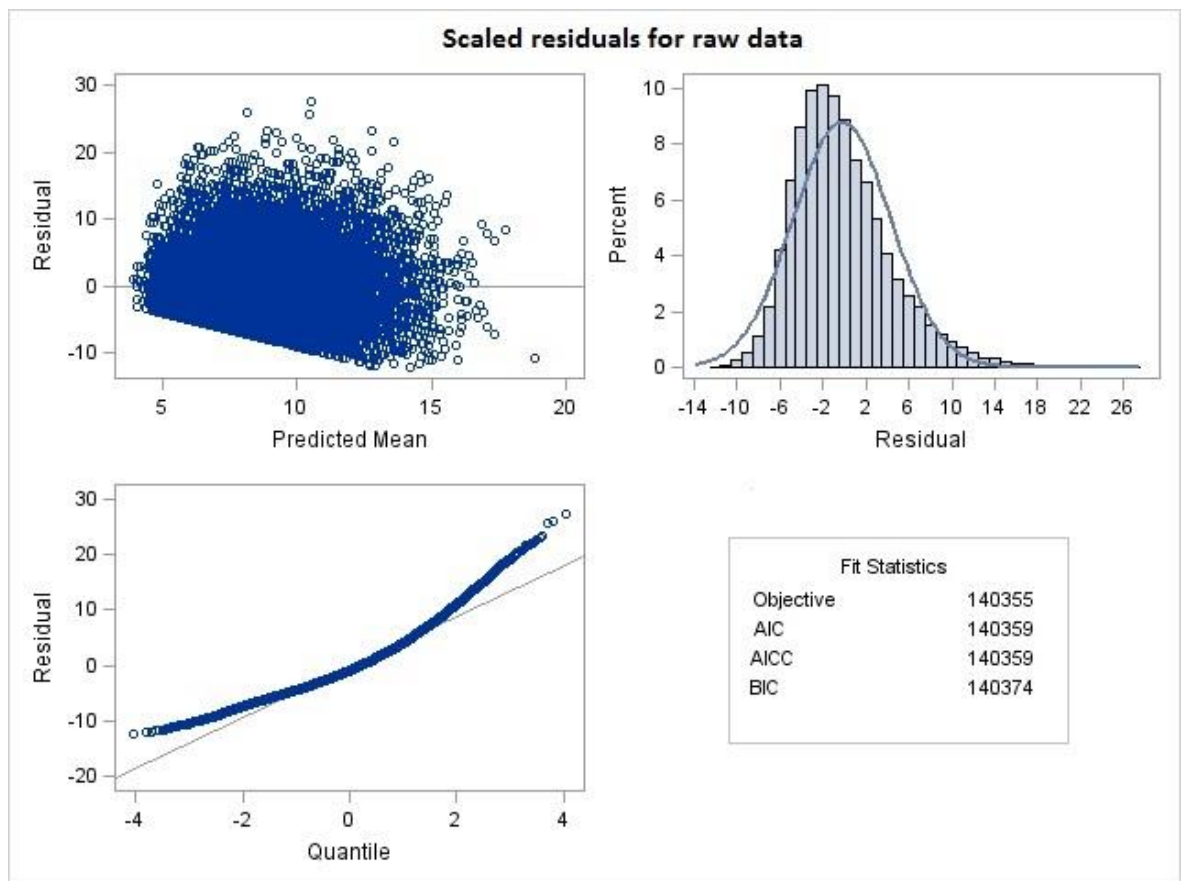 Scaled residuals for raw data
30
20
10
0
-10
Residual
5 10 15 20
Predicted Mean
10
8
6
4
2
0
Percent
-14 -10 -6 -2 2 6 10 14 18 22 26
Residual
30
20
10
0
-10
-20
Residual
-4 -2 0 2 4
Quantile
Fit Statistics
Objective 140355
AIC 140359
AICC 140359
BIC 140374